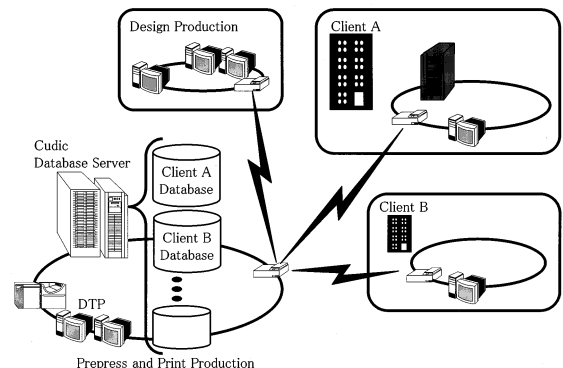 Design Production
Client A
Cudic
Database Server
Client A
Database
Client B
Database
Client B
DTP
Prepress and Print Production